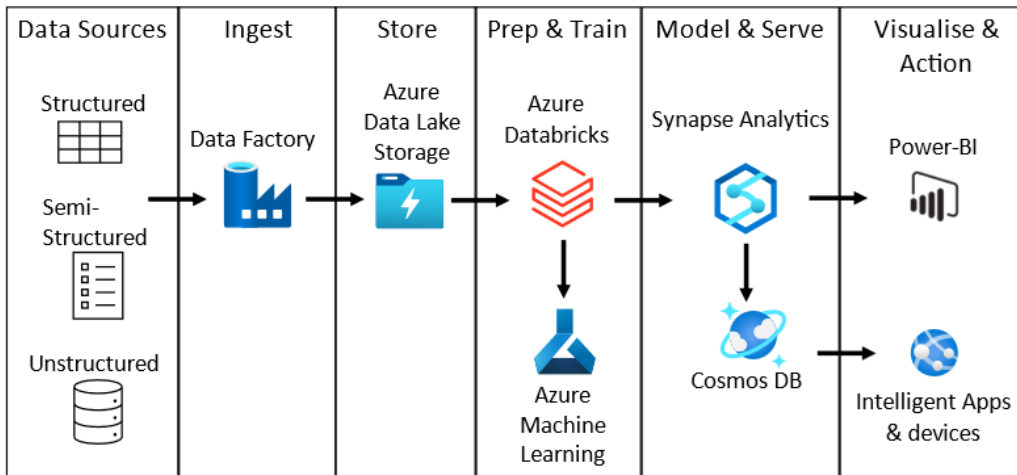 Data Sources
Ingest
Store
Prep & Train
Model & Serve
Visualise &
Action
Structured
Semi-
Structured
Unstructured
Data Factory
Azure
Data Lake
Storage
Azure
Databricks
Azure
Machine
Learning
Synapse Analytics
Cosmos DB
Power-BI
Intelligent Apps
& devices